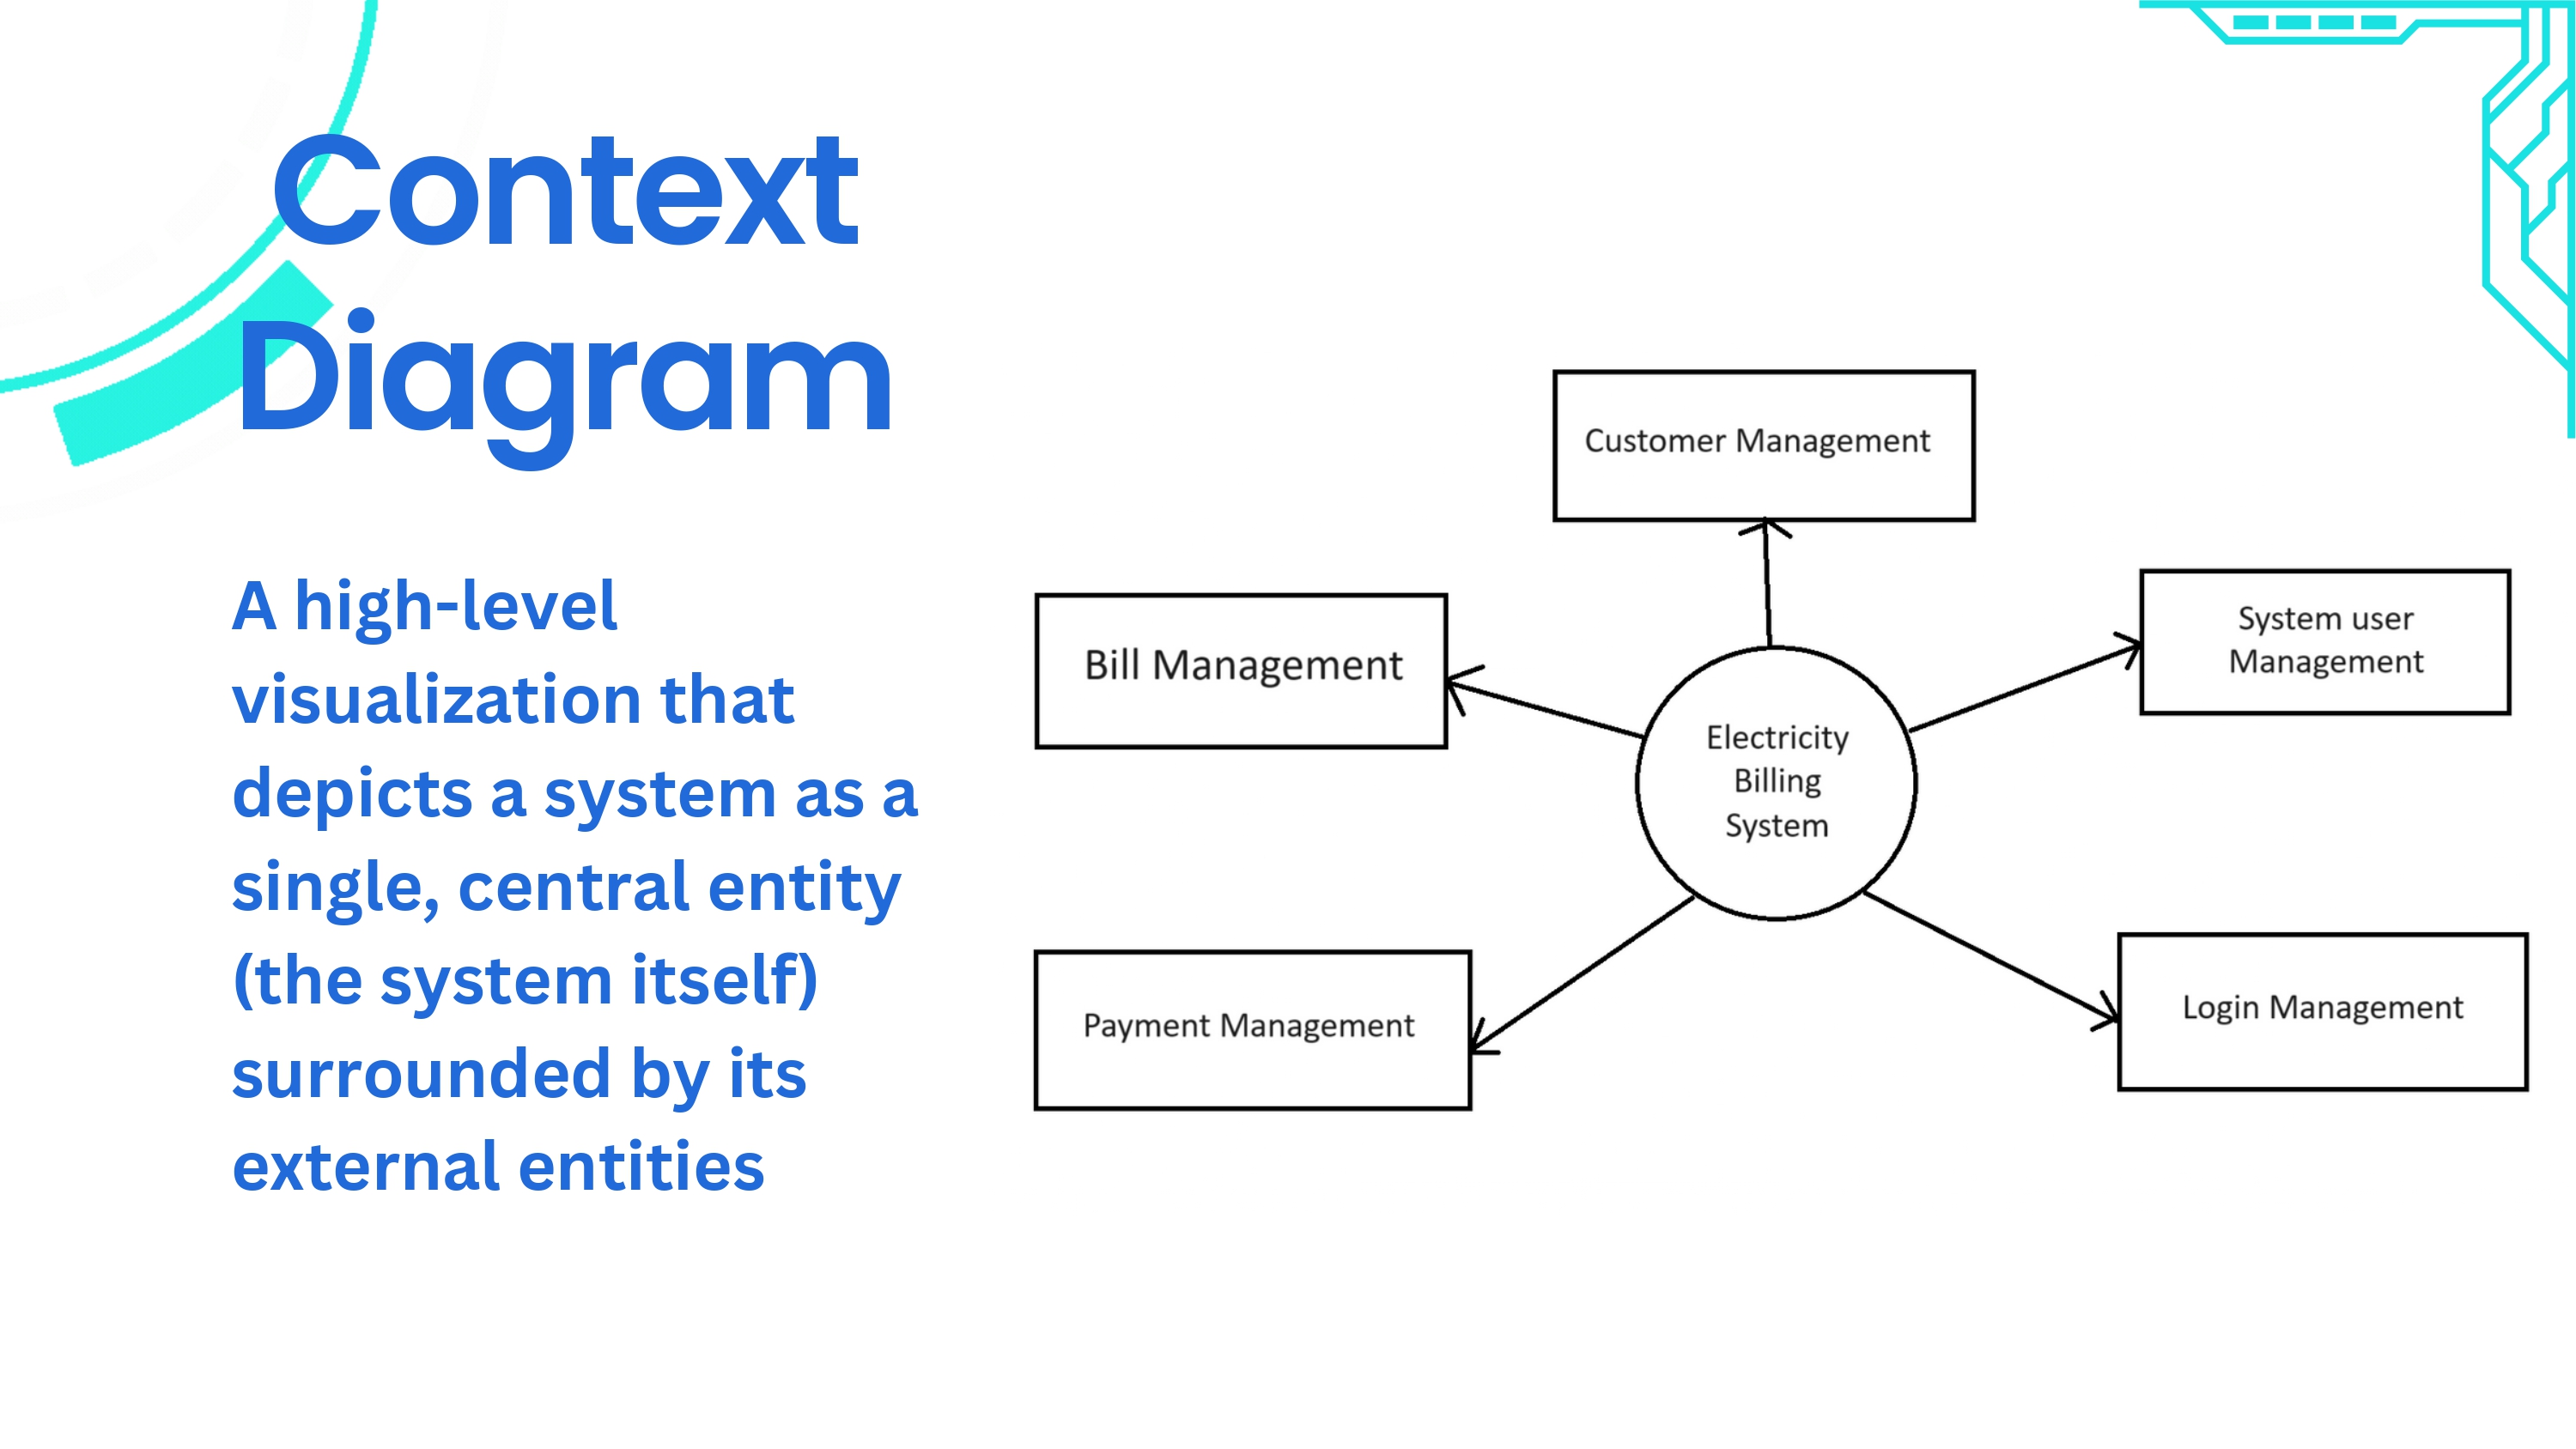 Context
Diagram
A high-level
visualization that
depicts a system as a
single, central entity
(the system itself)
surrounded by its
external entities
Customer Management
Bill Management
System user
Management
Electricity
Billing
System
Payment Management
Login Management